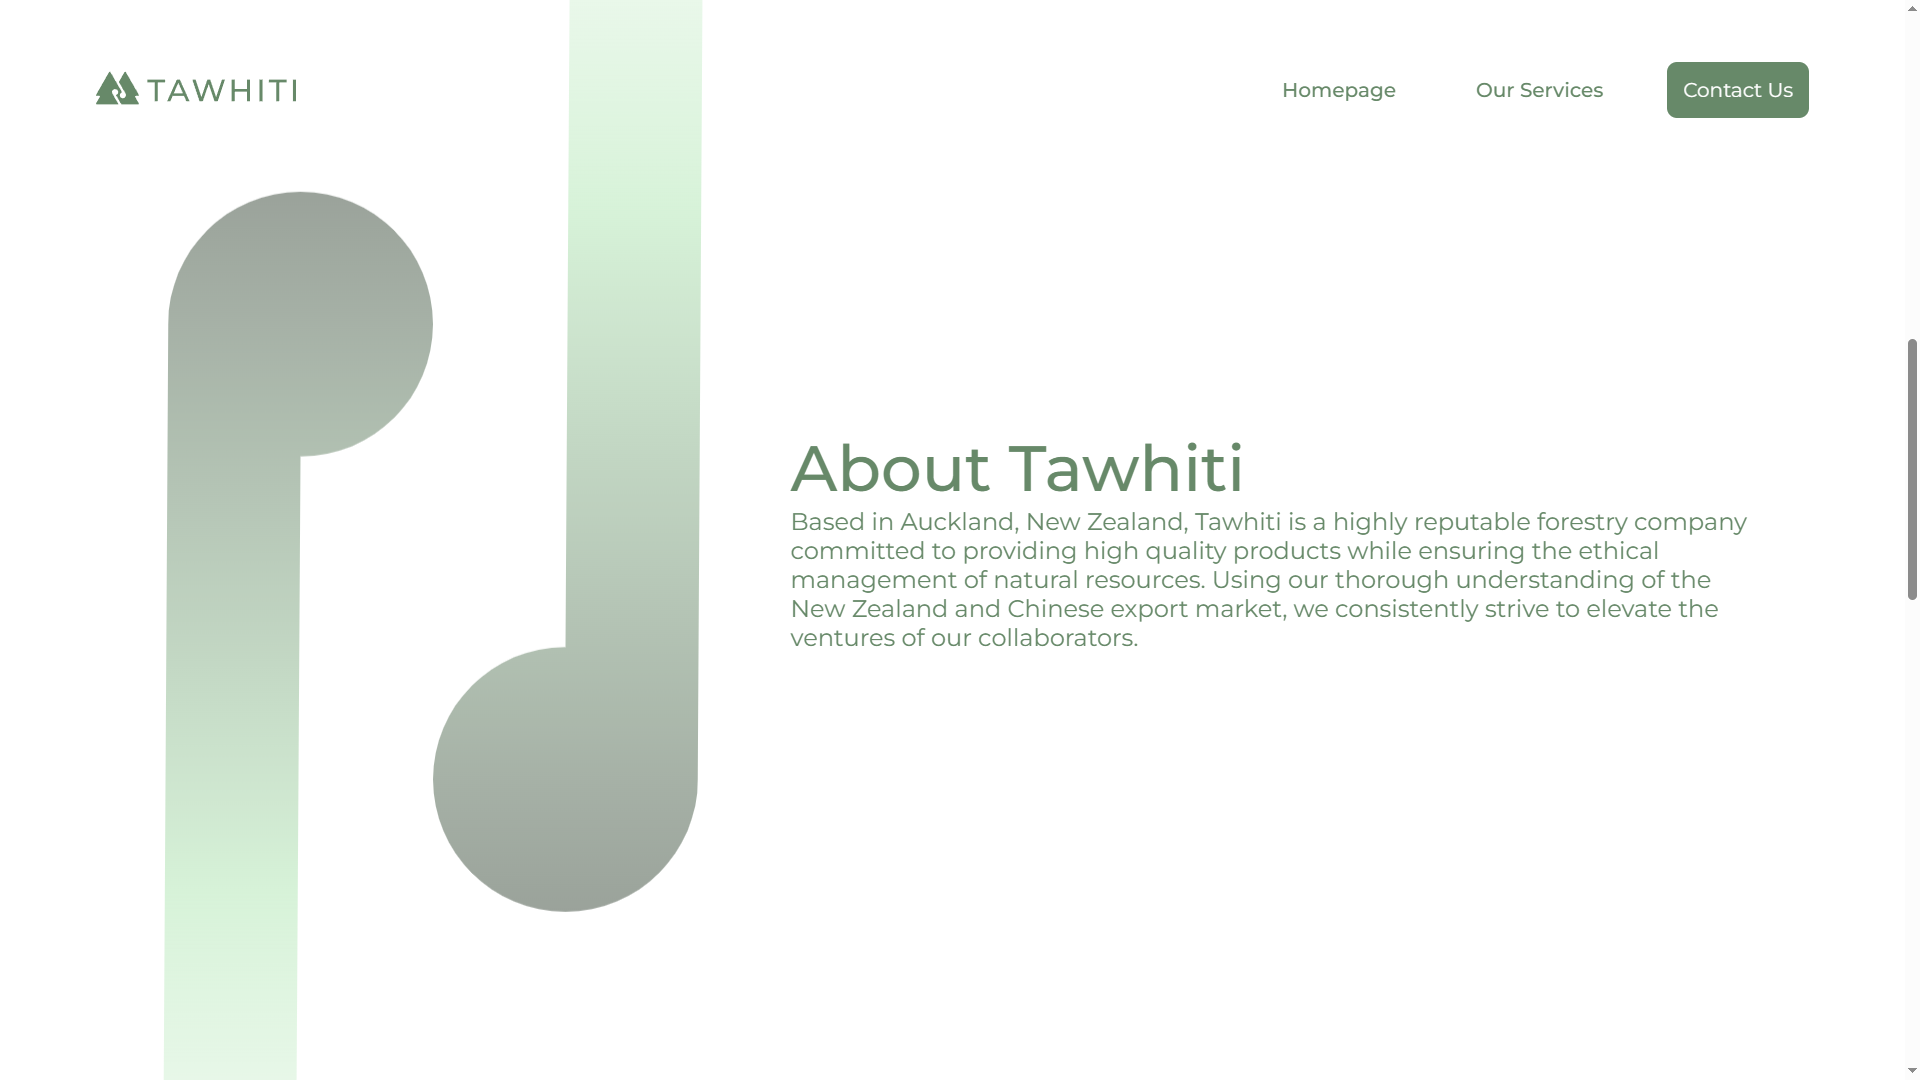 TAWHITI
Homepage
Our Services
Contact Us
About Tawhiti
Based in Auckland, New Zealand, Tawhiti is a highly reputable forestry company
committed to providing high quality products while ensuring the ethical
management of natural resources. Using our thorough understanding of the
New Zealand and Chinese export market, we consistently strive to elevate the
ventures of our collaborators.